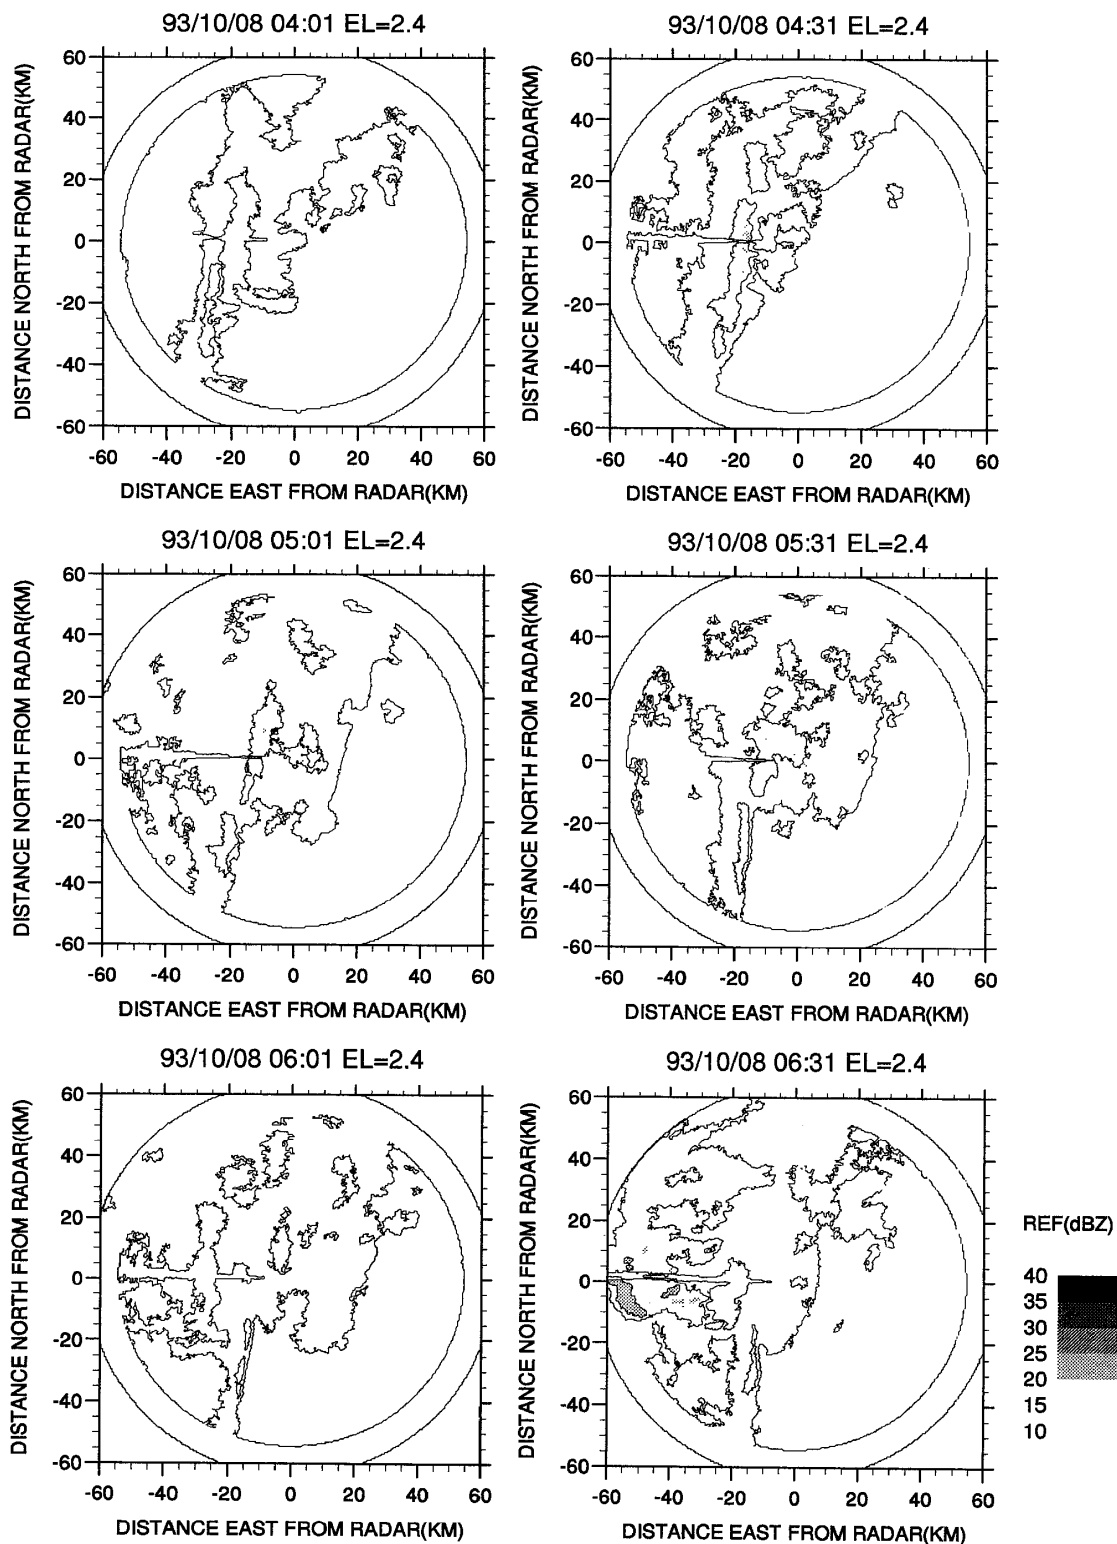 93/10/08 04:01 EL=2.4
93/10/08 04:31 EL=2.4
DISTANCE NORTH FROM RADAR(KM)
60
40
20
0
-20
-40
-60
-60 -40 -20 0 20 40 60
DISTANCE EAST FROM RADAR(KM)
DISTANCE NORTH FROM RADAR(KM)
60
40
20
0
-20
-40
-60
-60 -40 -20 0 20 40 60
DISTANCE EAST FROM RADAR(KM)
93/10/08 05:01 EL=2.4
93/10/08 05:31 EL=2.4
DISTANCE NORTH FROM RADAR(KM)
60
40
20
0
-20
-40
-60
-60 -40 -20 0 20 40 60
DISTANCE EAST FROM RADAR(KM)
DISTANCE NORTH FROM RADAR(KM)
60
40
20
0
-20
-40
-60
-60 -40 -20 0 20 40 60
DISTANCE EAST FROM RADAR(KM)
93/10/08 06:01 EL=2.4
93/10/08 06:31 EL=2.4
DISTANCE NORTH FROM RADAR(KM)
60
40
20
0
-20
-40
-60
-60 -40 -20 0 20 40 60
DISTANCE EAST FROM RADAR(KM)
DISTANCE NORTH FROM RADAR(KM)
60
40
20
0
-20
-40
-60
-60 -40 -20 0 20 40 60
DISTANCE EAST FROM RADAR(KM)
REF(dBZ)
40
35
30
25
20
15
10